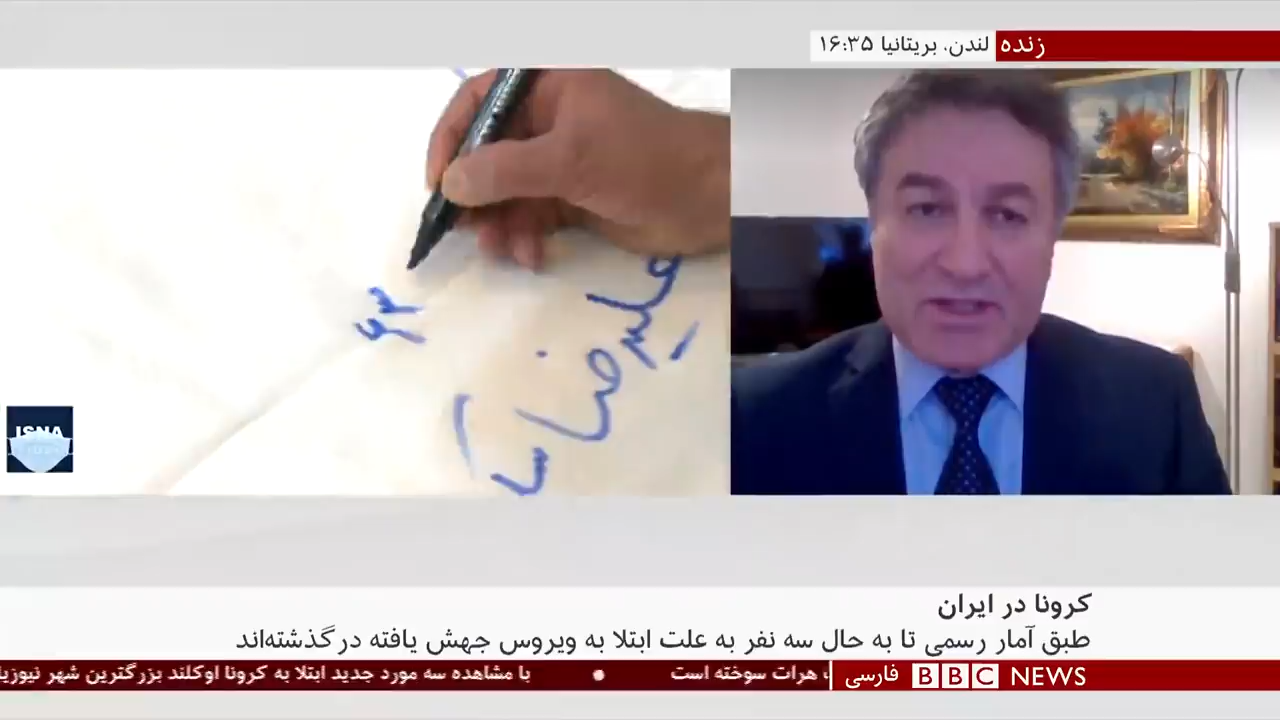 زنده
لندن، بریتانیا ۱۶:۳۵
علیرضا
۶۳
ISNA
کرونا در ایران
طبق آمار رسمی تا به حال سه نفر به علت ابتلا به ویروس جهش یافته درگذشته‌اند
BBC NEWS فارسی
هرات سوخته است • با مشاهده سه مورد جدید ابتلا به کرونا اوکلند بزرگترین شهر